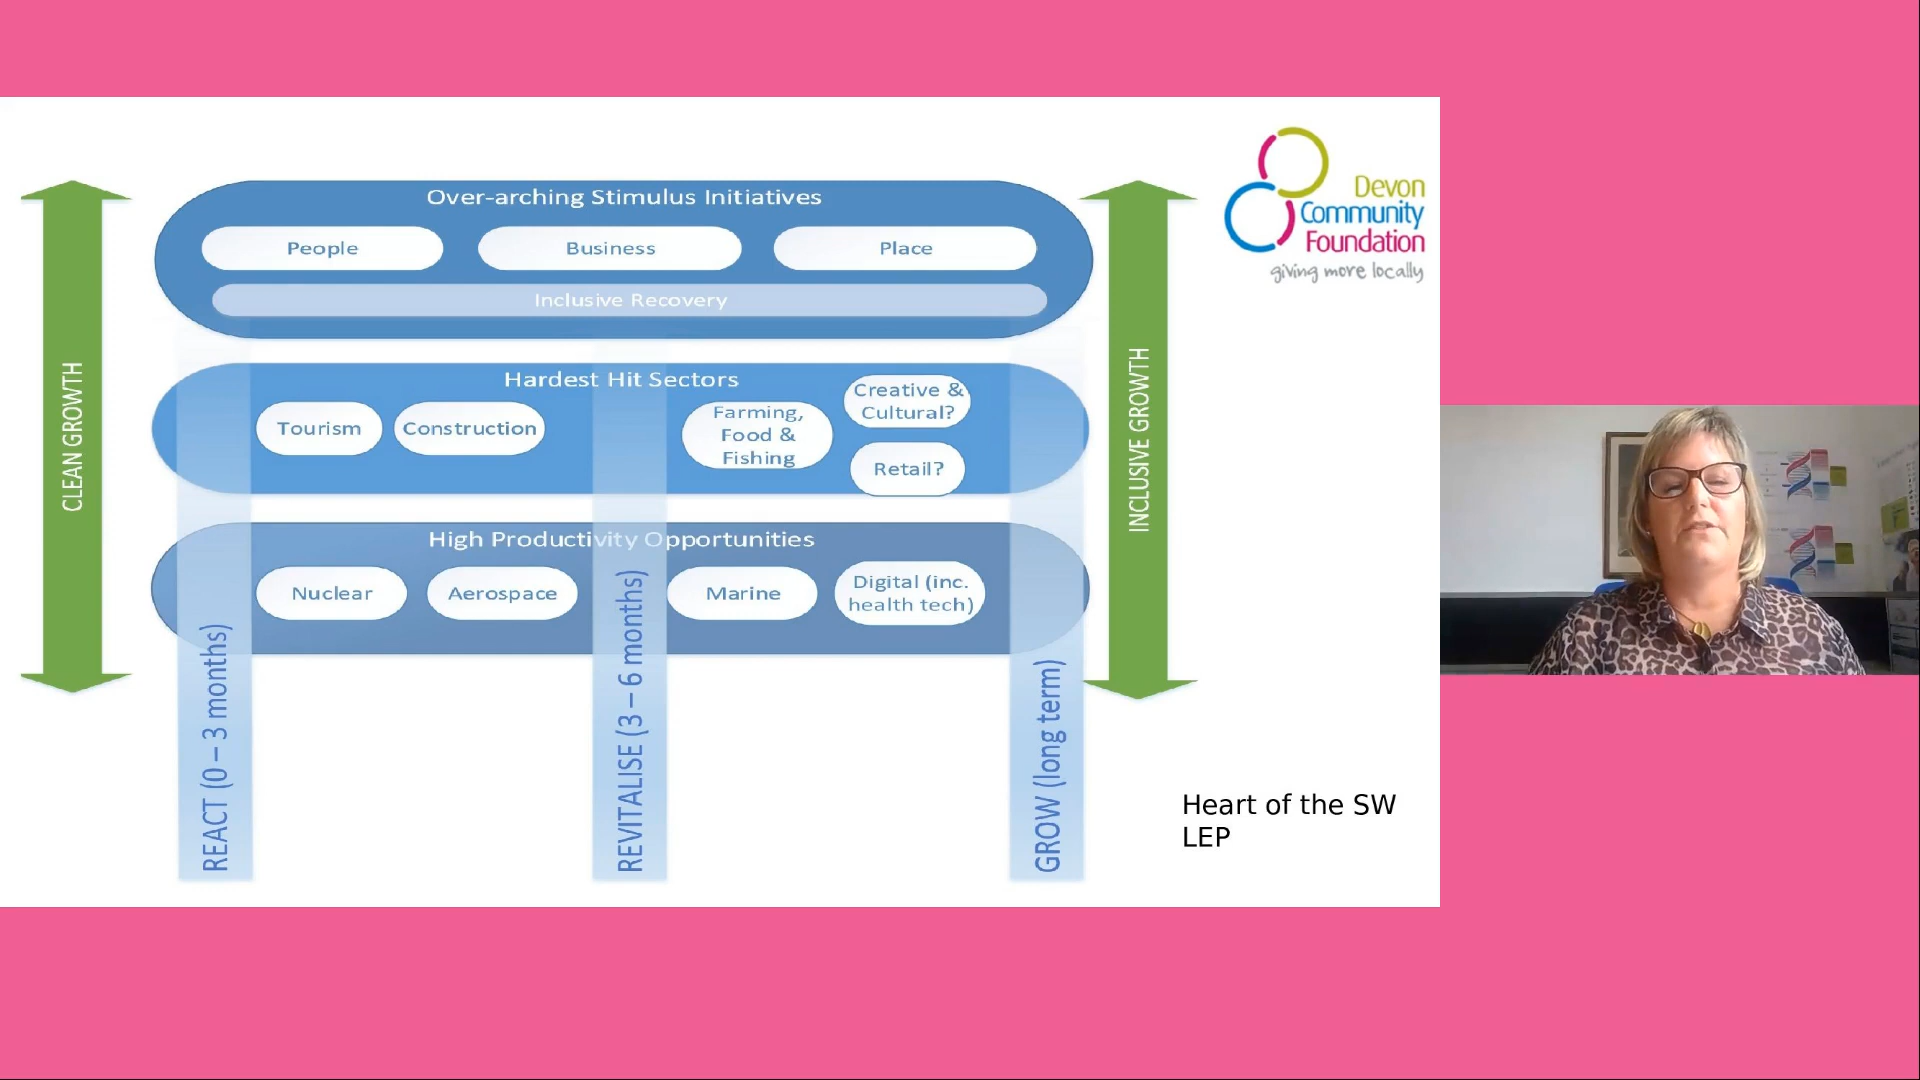 Over-arching Stimulus Initiatives
People
Business
Place
Inclusive Recovery
Hardest Hit Sectors
Tourism
Construction
Farming,
Food &
Fishing
Creative &
Cultural?
Retail?
High Productivity Opportunities
Nuclear
Aerospace
Marine
Digital (inc.
health tech)
CLEAN GROWTH
INCLUSIVE GROWTH
REACT (0 – 3 months)
REVITALISE (3 – 6 months)
GROW (long term)
Devon
Community
Foundation
giving more locally
Heart of the SW
LEP